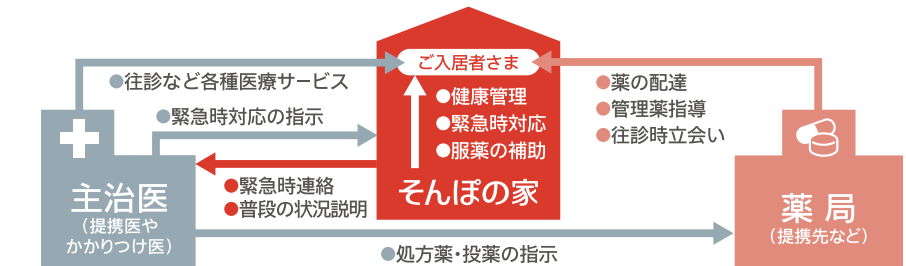 ご入居者さま
●健康管理
●緊急時対応
●服薬の補助
そんぽの家
●往診など各種医療サービス
●緊急時対応の指示
●緊急時連絡
●普段の状況説明
主治医
(提携医や
かかりつけ医)
●処方薬・投薬の指示
●薬の配達
●管理薬指導
●往診時立会い
薬局
(提携先など)